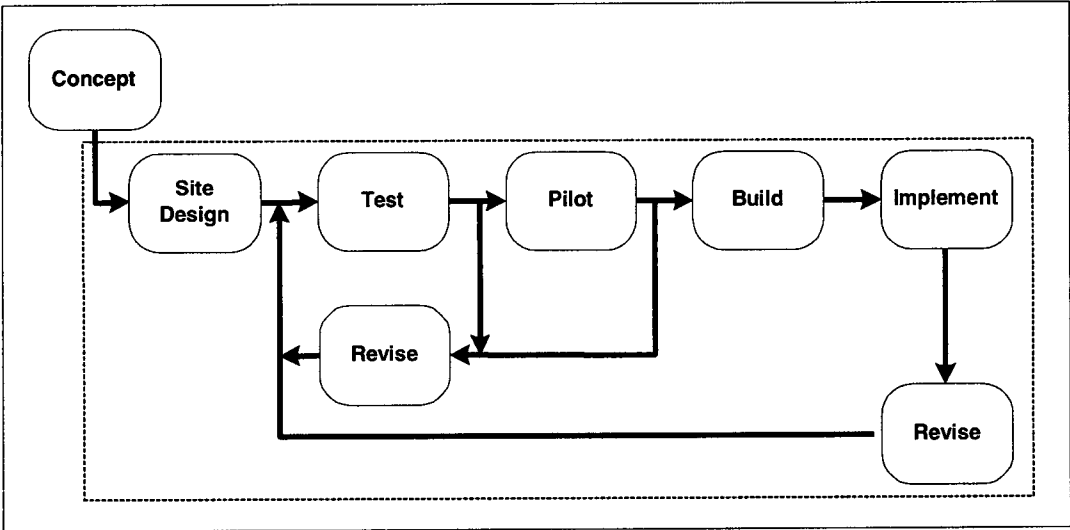 Concept
Site
Design
Test
Pilot
Build
Implement
Revise
Revise